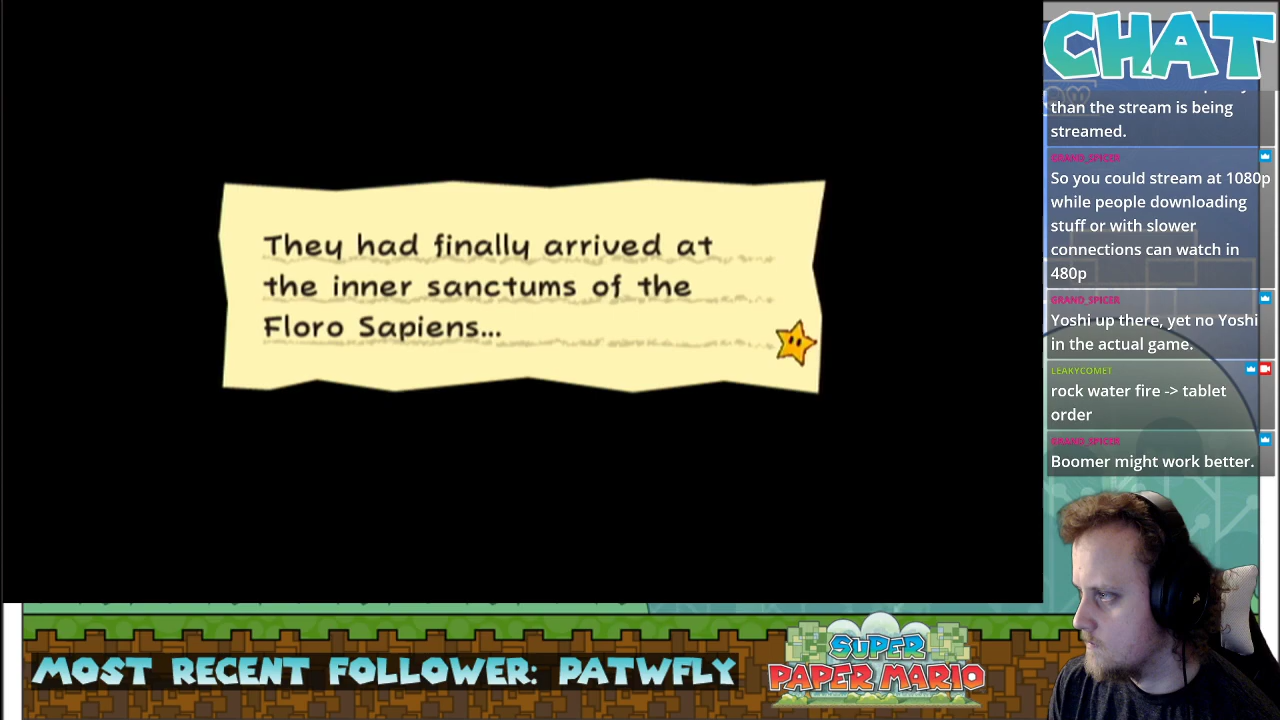 They had finally arrived at
the inner sanctums of the
Floro Sapiens...
CHAT
than the stream is being
streamed.
GRAND_SPICER
So you could stream at 1080p
while people downloading
stuff or with slower
connections can watch in
480p
GRAND_SPICER
Yoshi up there, yet no Yoshi
in the actual game.
LEAKYCOMET
rock water fire -> tablet
order
GRAND_SPICER
Boomer might work better.
MOST RECENT FOLLOWER: PATWFLY
SUPER
PAPER MARIO